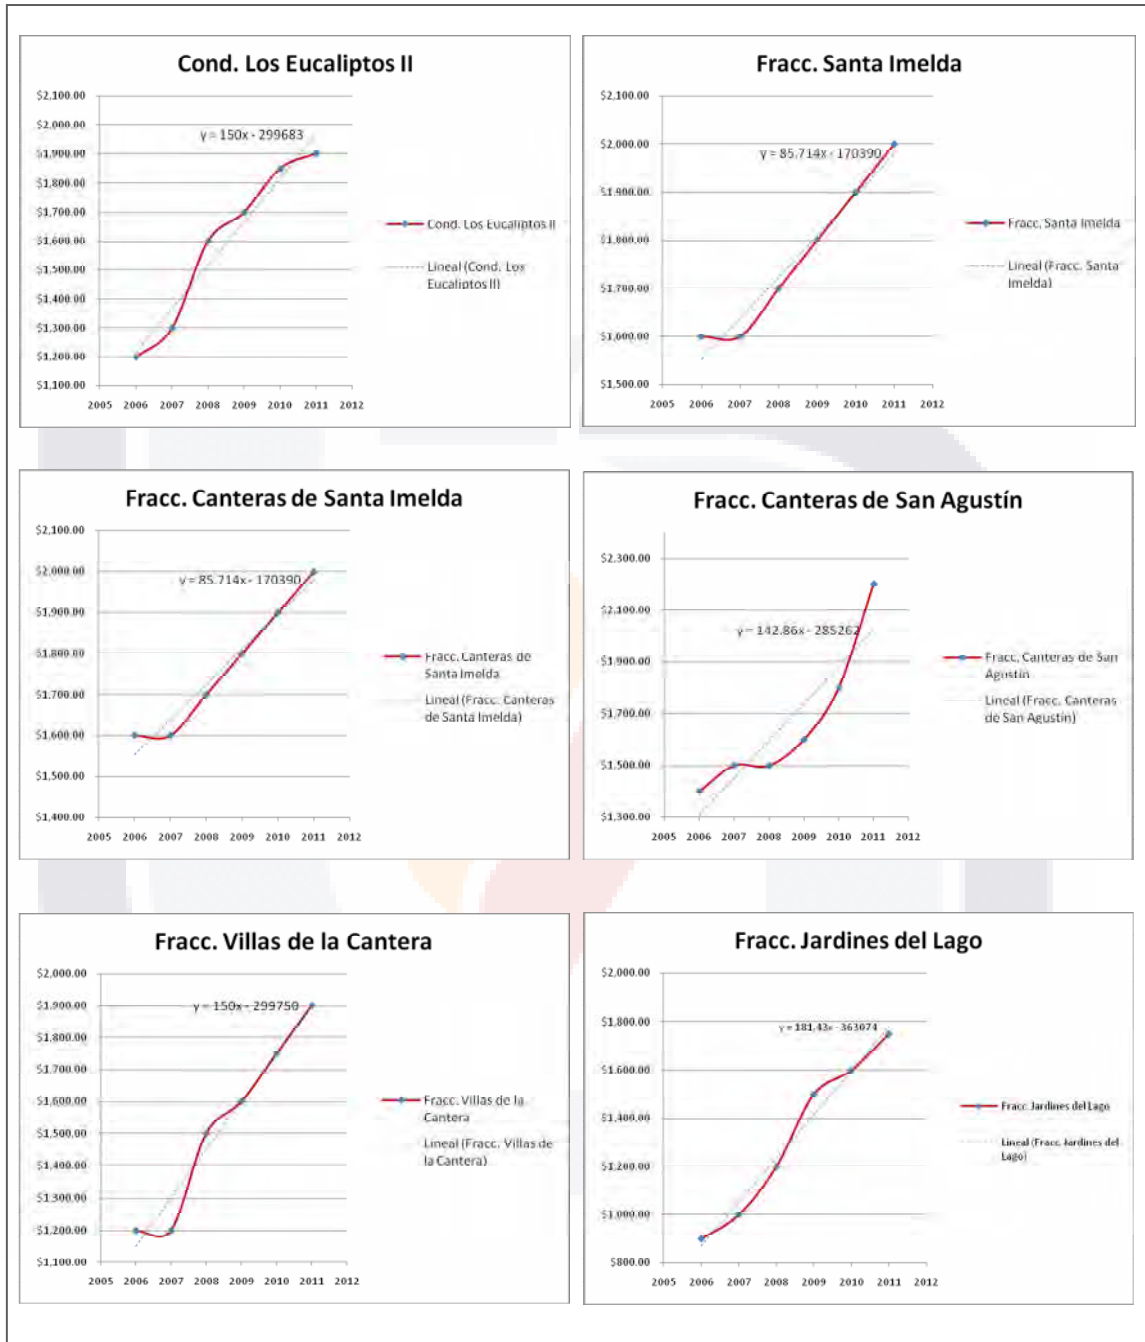 Cond. Los Eucaliptos II
$2,100.00
$2,000.00
$1,900.00
$1,800.00
$1,700.00
$1,600.00
$1,500.00
$1,400.00
$1,300.00
$1,200.00
$1,100.00
y = 150x - 299683
2005 2006 2007 2008 2009 2010 2011 2012
Cond. Los Eucaliptos II
Lineal (Cond. Los
Eucaliptos II)
Fracc. Santa Imelda
$2,100.00
$2,000.00
$1,900.00
$1,800.00
$1,700.00
$1,600.00
$1,500.00
y = 85.714x - 170390
2005 2006 2007 2008 2009 2010 2011 2012
Fracc. Santa Imelda
Lineal (Fracc. Santa
Imelda)
Fracc. Canteras de Santa Imelda
$2,100.00
$2,000.00
$1,900.00
$1,800.00
$1,700.00
$1,600.00
$1,500.00
$1,400.00
y = 85.714x - 170390
2005 2006 2007 2008 2009 2010 2011 2012
Fracc. Canteras de
Santa Imelda
Lineal (Fracc. Canteras
de Santa Imelda)
Fracc. Canteras de San Agustín
$2,300.00
$2,100.00
$1,900.00
$1,700.00
$1,500.00
$1,300.00
y = 142.86x - 285262
2005 2006 2007 2008 2009 2010 2011 2012
Fracc. Canteras de San
Agustín
Lineal (Fracc. Canteras
de San Agustín)
Fracc. Villas de la Cantera
$2,000.00
$1,900.00
$1,800.00
$1,700.00
$1,600.00
$1,500.00
$1,400.00
$1,300.00
$1,200.00
$1,100.00
y = 150x - 299750
2005 2006 2007 2008 2009 2010 2011 2012
Fracc. Villas de la
Cantera
Lineal (Fracc. Villas de
la Cantera)
Fracc. Jardines del Lago
$2,000.00
$1,800.00
$1,600.00
$1,400.00
$1,200.00
$1,000.00
$800.00
y = 181.43x - 363074
2005 2006 2007 2008 2009 2010 2011 2012
Fracc. Jardines del Lago
Lineal (Fracc. Jardines del
Lago)